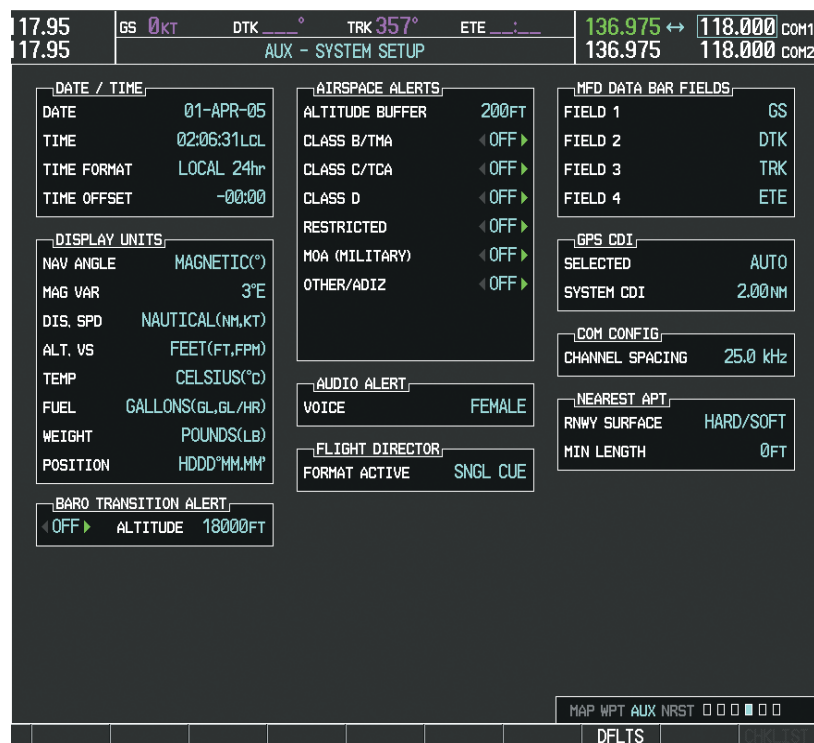 17.95 GS 0KT DTK ___° TRK 357° ETE __:__ 136.975 ↔ 118.000 COM1
17.95 AUX - SYSTEM SETUP 136.975 118.000 COM2
DATE / TIME
DATE 01-APR-05
TIME 02:06:31LCL
TIME FORMAT LOCAL 24hr
TIME OFFSET -00:00
DISPLAY UNITS
NAV ANGLE MAGNETIC(°)
MAG VAR 3°E
DIS, SPD NAUTICAL(NM,KT)
ALT, VS FEET(FT,FPM)
TEMP CELSIUS(°C)
FUEL GALLONS(GL,GL/HR)
WEIGHT POUNDS(LB)
POSITION HDDD°MM.MM'
BARO TRANSITION ALERT
OFF ALTITUDE 18000FT
AIRSPACE ALERTS
ALTITUDE BUFFER 200FT
CLASS B/TMA OFF
CLASS C/TCA OFF
CLASS D OFF
RESTRICTED OFF
MOA (MILITARY) OFF
OTHER/ADIZ OFF
AUDIO ALERT
VOICE FEMALE
FLIGHT DIRECTOR
FORMAT ACTIVE SNGL CUE
MFD DATA BAR FIELDS
FIELD 1 GS
FIELD 2 DTK
FIELD 3 TRK
FIELD 4 ETE
GPS CDI
SELECTED AUTO
SYSTEM CDI 2.00NM
COM CONFIG
CHANNEL SPACING 25.0 kHz
NEAREST APT
RNWY SURFACE HARD/SOFT
MIN LENGTH 0FT
MAP WPT AUX NRST
DFLTS CHKLIST